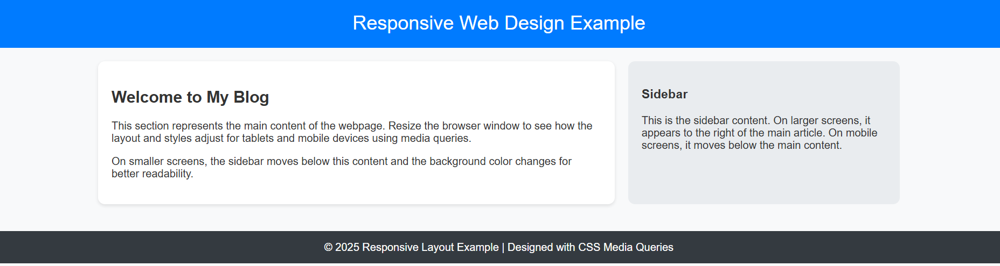 Responsive Web Design Example
Welcome to My Blog
This section represents the main content of the webpage. Resize the browser window to see how the
layout and styles adjust for tablets and mobile devices using media queries.
On smaller screens, the sidebar moves below this content and the background color changes for
better readability.
Sidebar
This is the sidebar content. On larger screens, it
appears to the right of the main article. On mobile
screens, it moves below the main content.
© 2025 Responsive Layout Example | Designed with CSS Media Queries